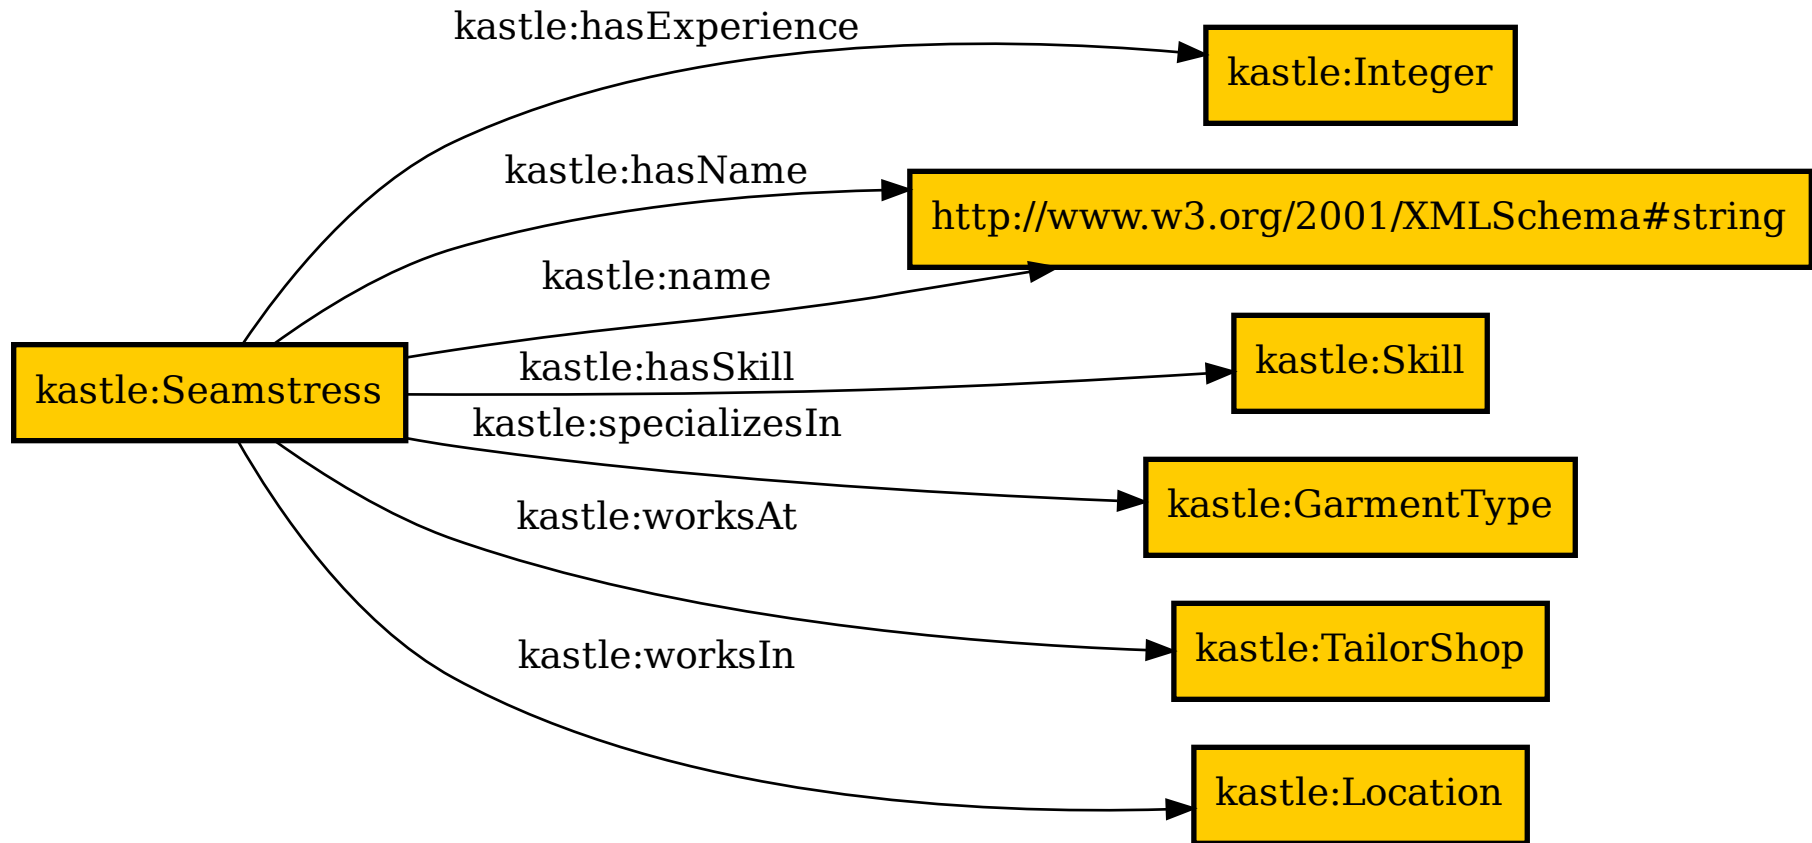 kastle:hasExperience
kastle:Integer
kastle:hasName
http://www.w3.org/2001/XMLSchema#string
kastle:name
kastle:Seamstress
kastle:hasSkill
kastle:Skill
kastle:specializesIn
kastle:GarmentType
kastle:worksAt
kastle:TailorShop
kastle:worksIn
kastle:Location